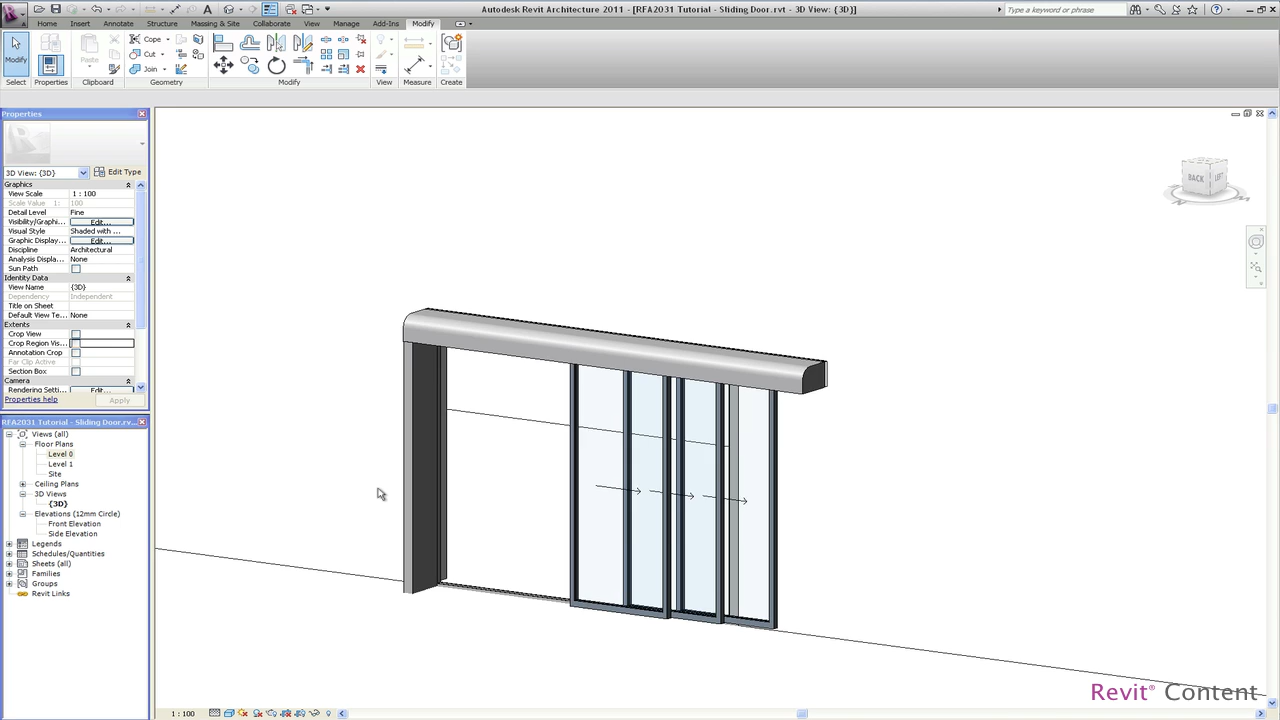 Autodesk Revit Architecture 2011 - [RFA2031 Tutorial - Sliding Door.rvt - 3D View: {3D}]
Type a keyword or phrase
Home Insert Annotate Structure Massing & Site Collaborate View Manage Add-Ins Modify
Modify
Paste
Cope
Cut
Join
Select Properties Clipboard Geometry Modify View Measure Create
Properties
3D View: {3D} Edit Type
Graphics
View Scale 1 : 100
Scale Value 1: 100
Detail Level Fine
Visibility/Graphi... Edit...
Visual Style Shaded with ...
Graphic Display... Edit...
Discipline Architectural
Analysis Displa... None
Sun Path
Identity Data
View Name {3D}
Dependency Independent
Title on Sheet
Default View Te... None
Extents
Crop View
Crop Region Vis...
Annotation Crop
Far Clip Active
Section Box
Camera
Rendering Setti... Edit...
Properties help Apply
RFA2031 Tutorial - Sliding Door.rv...
Views (all)
Floor Plans
Level 0
Level 1
Site
Ceiling Plans
3D Views
{3D}
Elevations (12mm Circle)
Front Elevation
Side Elevation
Legends
Schedules/Quantities
Sheets (all)
Families
Groups
Revit Links
BACK LEFT
1 : 100
Revit® Content